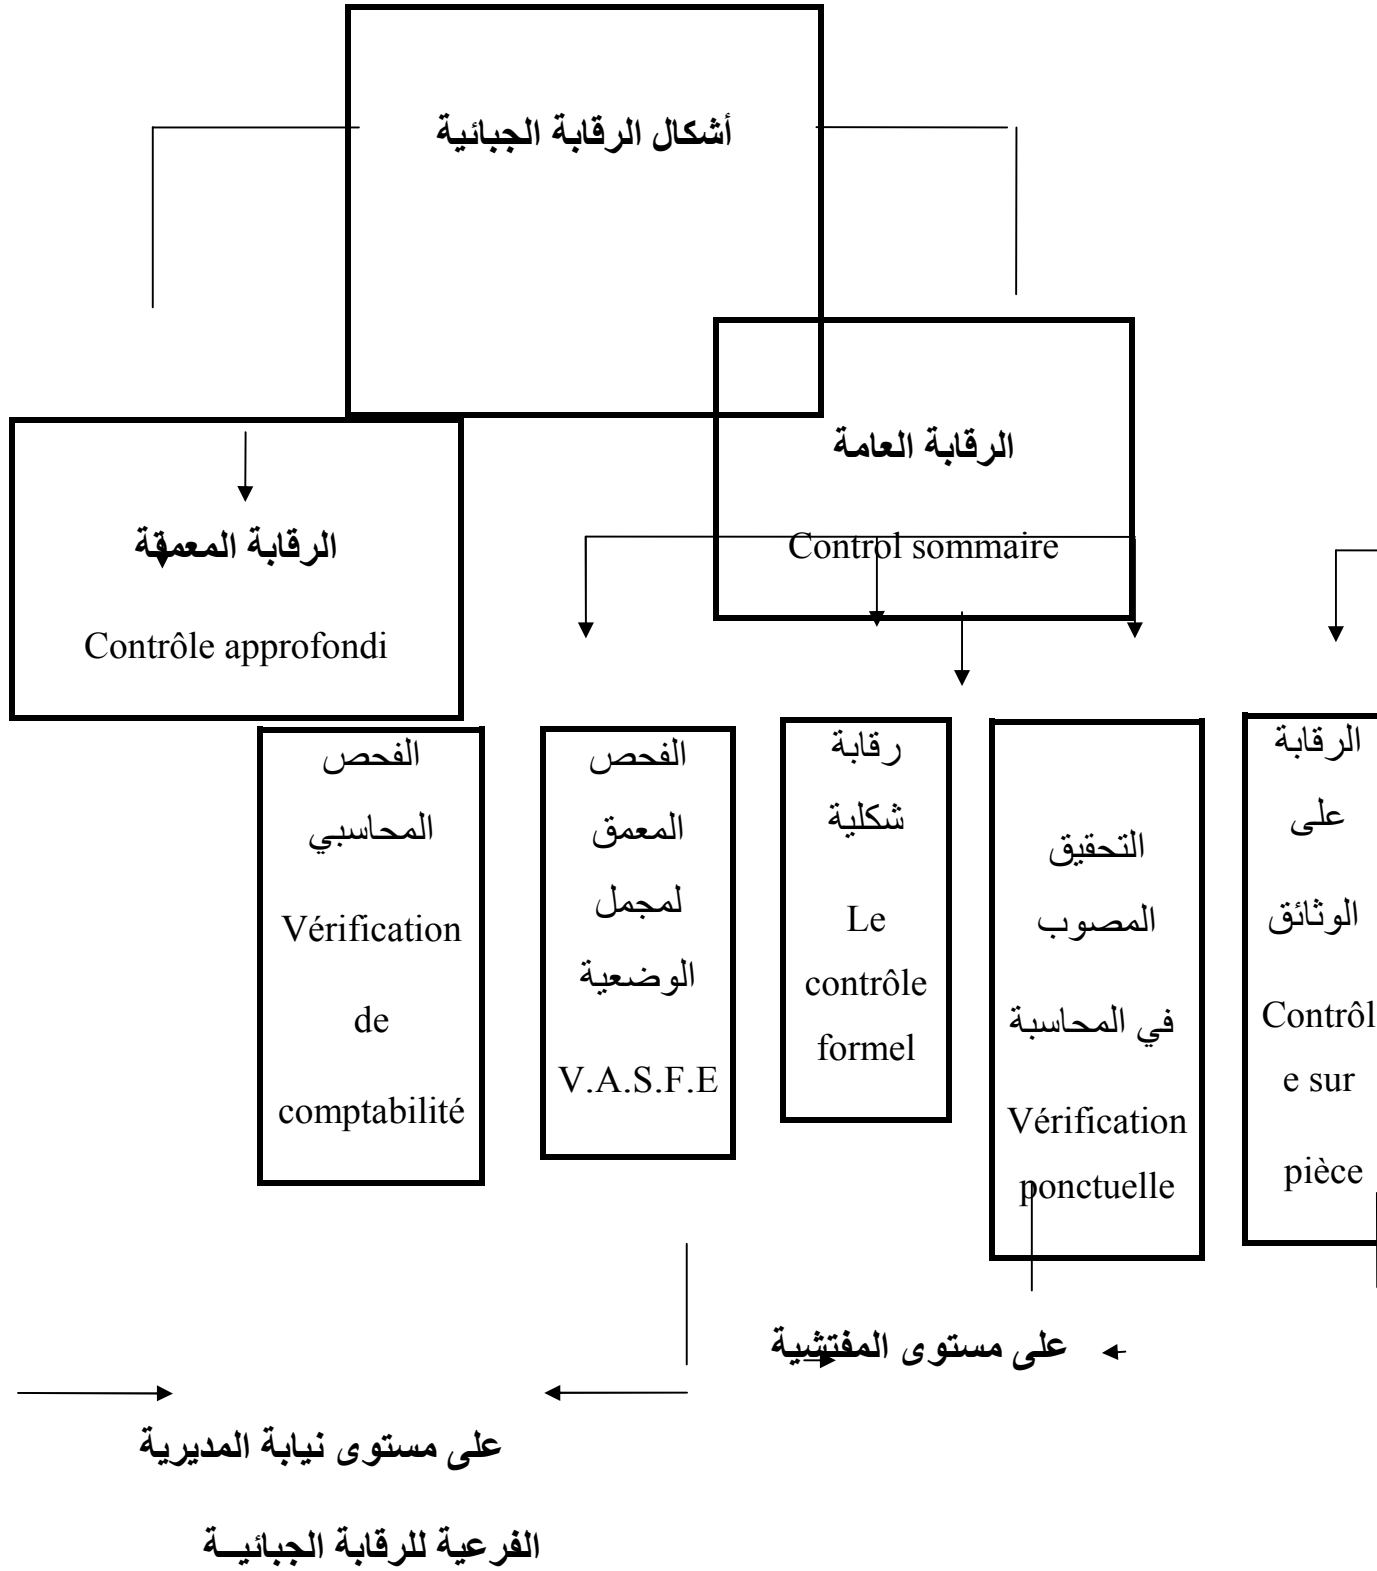 أشكال الرقابة الجبائية
الرقابة العامة
Control sommaire
الرقابة المعمقة
Contrôle approfondi
الرقابة
على
الوثائق
Contrôl
e sur
pièce
التحقيق
المصوب
في المحاسبة
Vérification
ponctuelle
رقابة
شكلية
Le
contrôle
formel
الفحص
المعمق
لمجمل
الوضعية
V.A.S.F.E
الفحص
المحاسبي
Vérification
de
comptabilité
على مستوى المفتشية
على مستوى نيابة المديرية
الفرعية للرقابة الجبائيــة